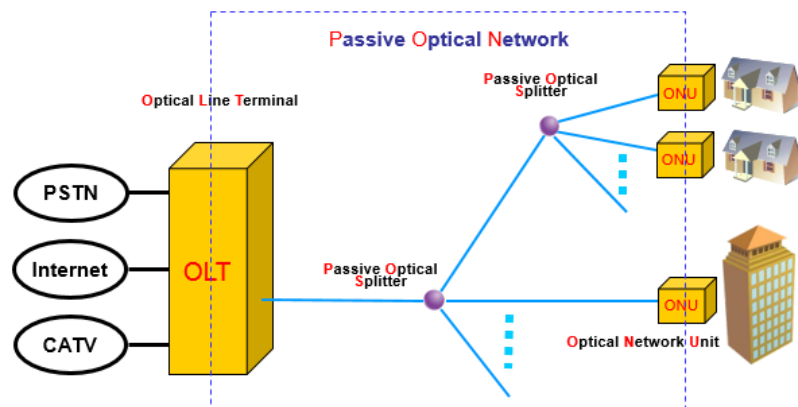 Passive Optical Network
Optical Line Terminal
Passive Optical
Splitter
ONU
ONU
PSTN
Internet
CATV
OLT
Passive Optical
Splitter
ONU
Optical Network Unit